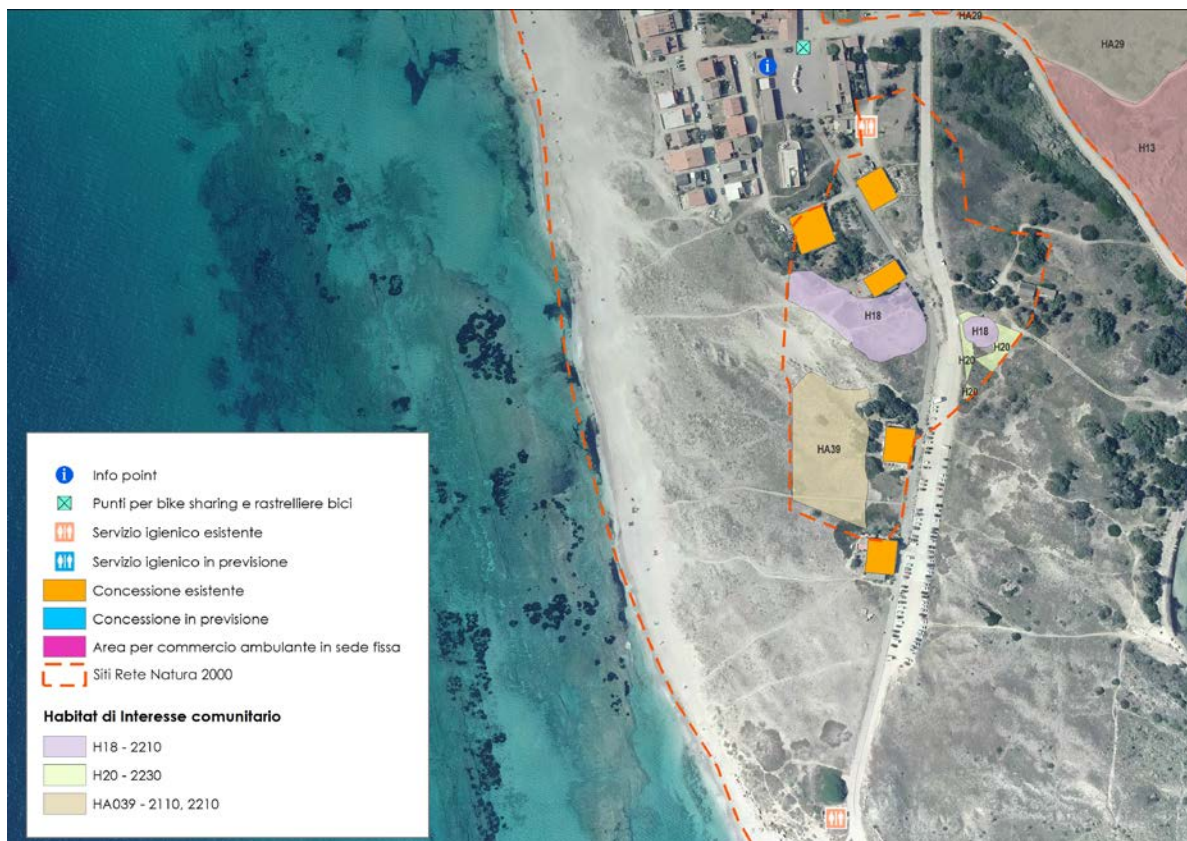 HA29
HA29
i
H13
H18
H18
H20
H20
H20
HA39
i Info point
Punti per bike sharing e rastrelliere bici
Servizio igienico esistente
Servizio igienico in previsione
Concessione esistente
Concessione in previsione
Area per commercio ambulante in sede fissa
Siti Rete Natura 2000
Habitat di Interesse comunitario
H18 - 2210
H20 - 2230
HA039 - 2110, 2210